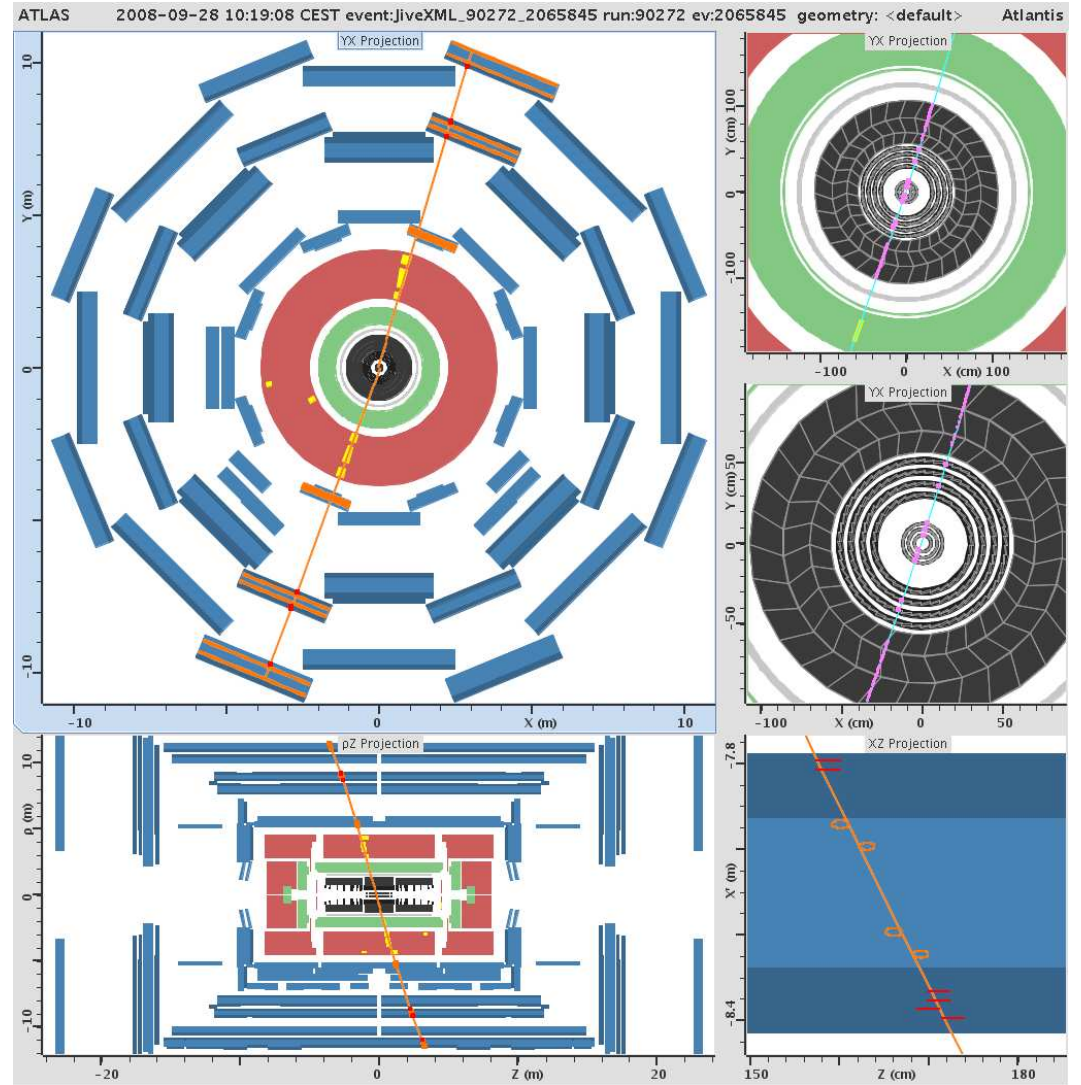 ATLAS 2008-09-28 10:19:08 CEST event:JiveXML_90272_2065845 run:90272 ev:2065845 geometry: <default> Atlantis
YX Projection
10
Y (m)
0
-10
-10 0 X (m) 10
YX Projection
100
Y (cm)
0
-100
-100 0 X (cm) 100
YX Projection
50
Y (cm)
0
-50
-100 X (cm) 0 50
ρZ Projection
10
ρ (m)
0
-10
-20 0 Z (m) 20
XZ Projection
-7.8
X' (m)
-8.4
150 Z (cm) 180